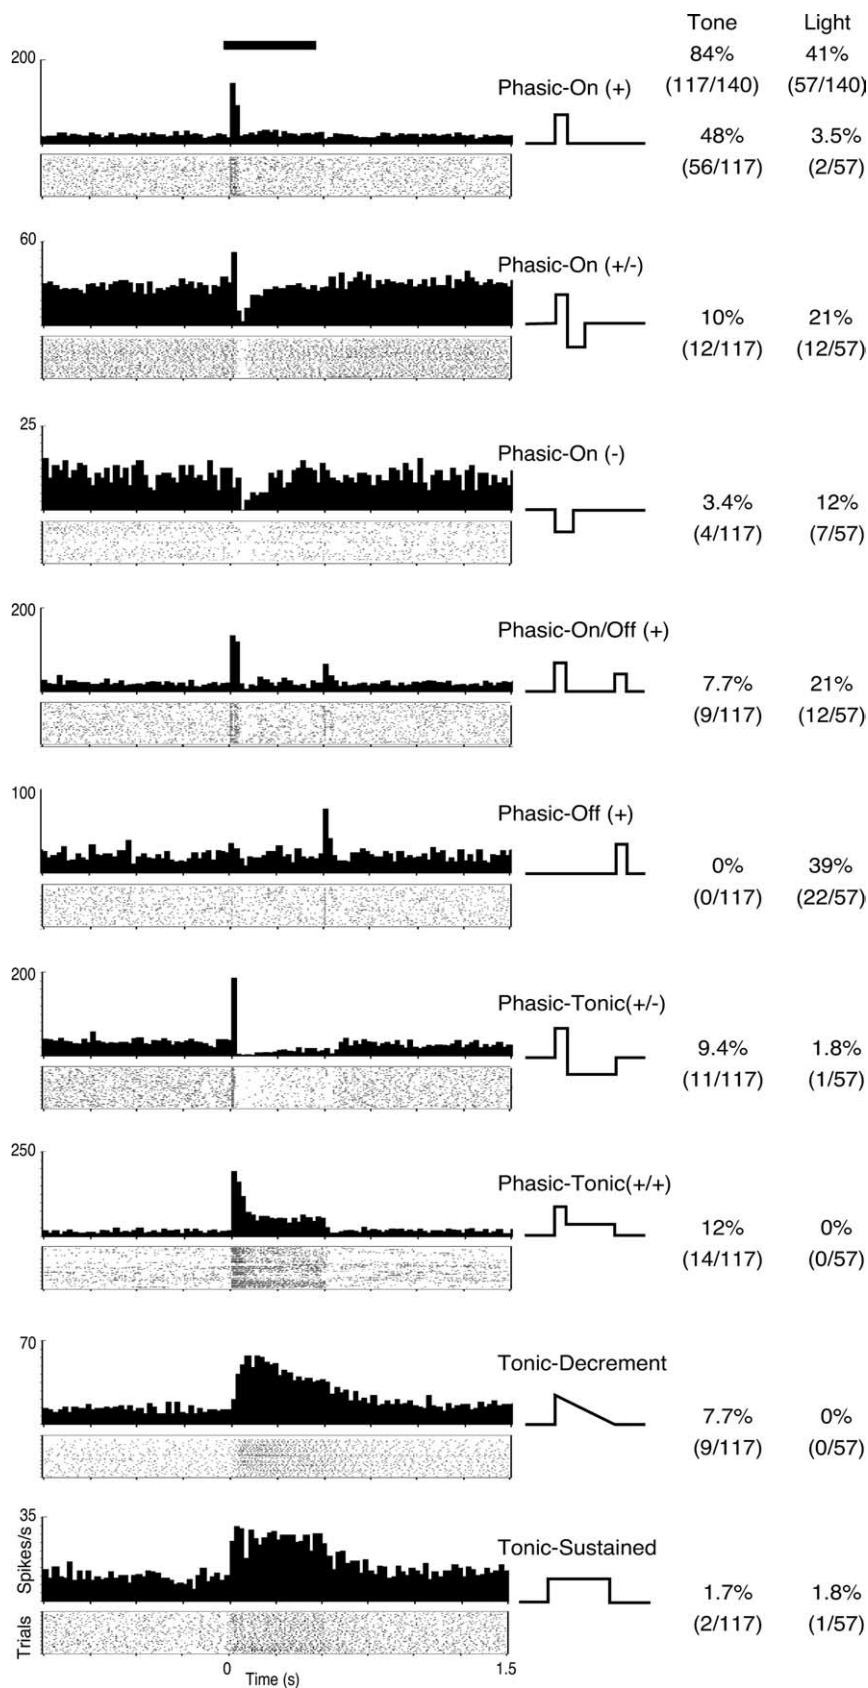 Tone Light
84% 41%
(117/140) (57/140)
200
Phasic-On (+)
48% 3.5%
(56/117) (2/57)
60
Phasic-On (+/-)
10% 21%
(12/117) (12/57)
25
Phasic-On (-)
3.4% 12%
(4/117) (7/57)
200
Phasic-On/Off (+)
7.7% 21%
(9/117) (12/57)
100
Phasic-Off (+)
0% 39%
(0/117) (22/57)
200
Phasic-Tonic(+/-)
9.4% 1.8%
(11/117) (1/57)
250
Phasic-Tonic(+/+)
12% 0%
(14/117) (0/57)
70
Tonic-Decrement
7.7% 0%
(9/117) (0/57)
35
Spikes/s
Tonic-Sustained
1.7% 1.8%
(2/117) (1/57)
Trials
0 1.5
Time (s)